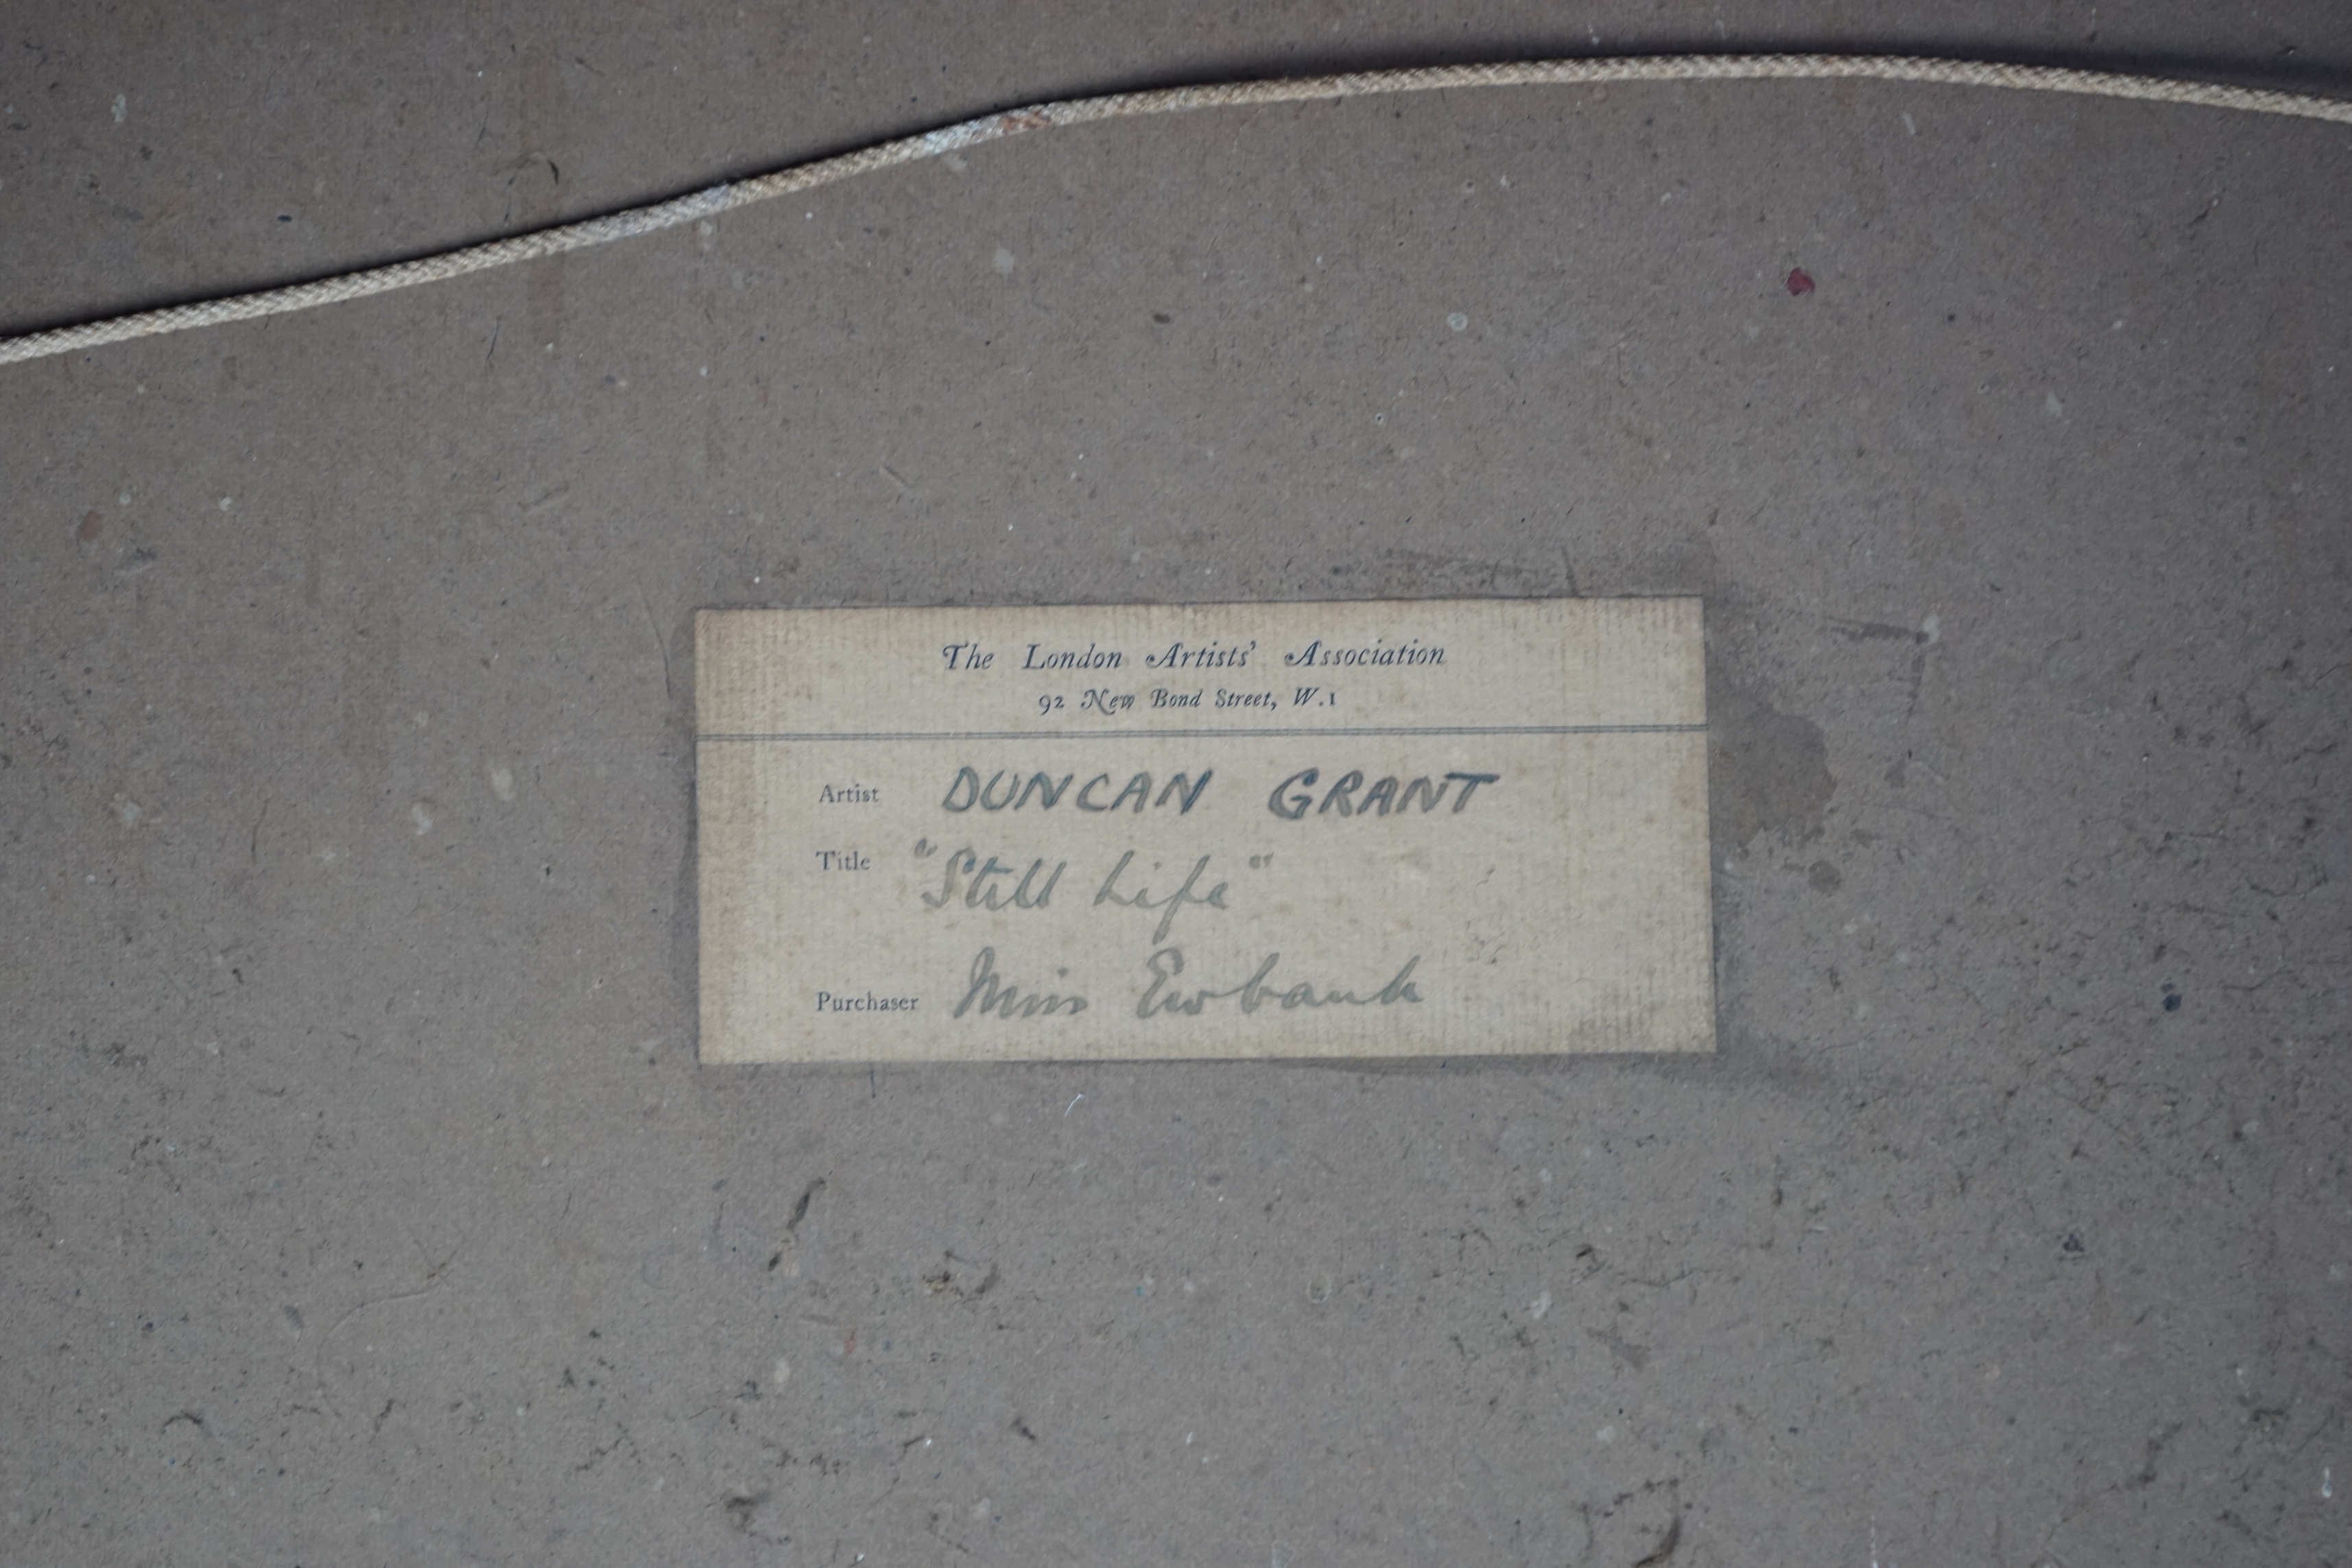 The London Artists' Association
92 New Bond Street, W.1
Artist DUNCAN GRANT
Title "Still Life"
Purchaser Miss Ewbank